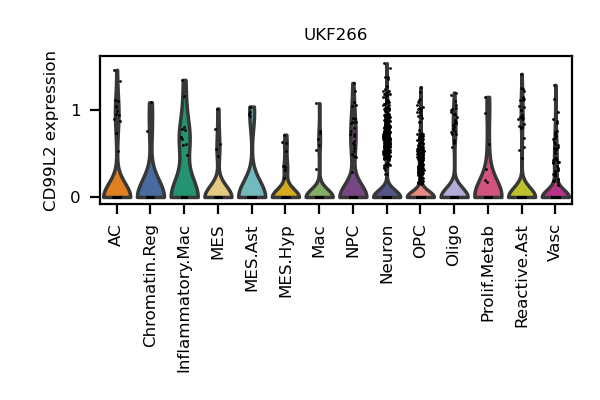 UKF266
CD99L2 expression
1
0
AC
Chromatin.Reg
Inflammatory.Mac
MES
MES.Ast
MES.Hyp
Mac
NPC
Neuron
OPC
Oligo
Prolif.Metab
Reactive.Ast
Vasc